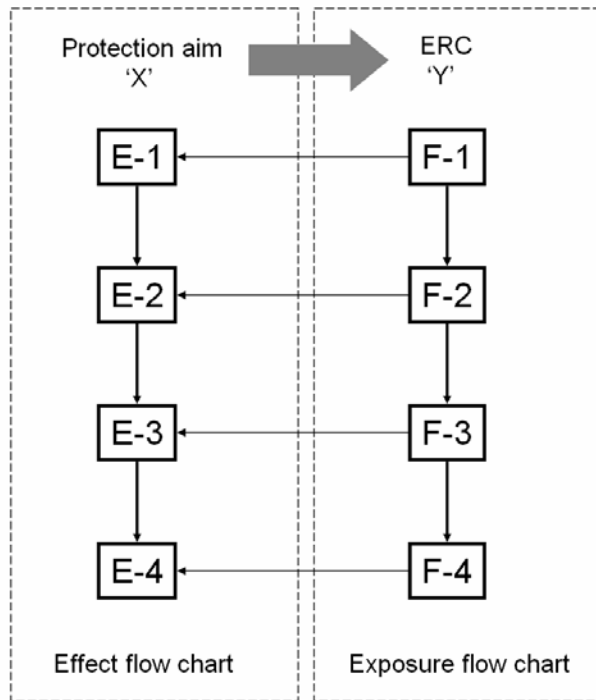 Protection aim
‘X’
ERC
‘Y’
E-1
F-1
E-2
F-2
E-3
F-3
E-4
F-4
Effect flow chart
Exposure flow chart